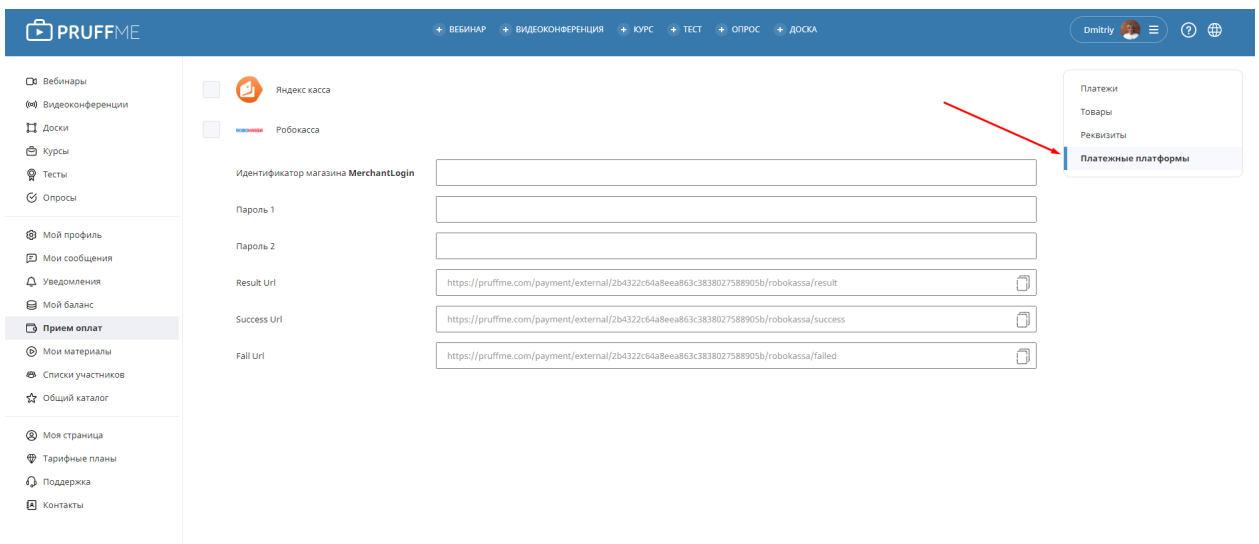 PRUFFME
+ ВЕБИНАР + ВИДЕОКОНФЕРЕНЦИЯ + КУРС + ТЕСТ + ОПРОС + ДОСКА
Dmitriy
Вебинары
Видеоконференции
Доски
Курсы
Тесты
Опросы
Мой профиль
Мои сообщения
Уведомления
Мой баланс
Прием оплат
Мои материалы
Списки участников
Общий каталог
Моя страница
Тарифные планы
Поддержка
Контакты
Яндекс касса
Робокасса
Идентификатор магазина MerchantLogin
Пароль 1
Пароль 2
Result Url https://pruffme.com/payment/external/2b4322c64a8eea863c3838027588905b/robokassa/result
Success Url https://pruffme.com/payment/external/2b4322c64a8eea863c3838027588905b/robokassa/success
Fail Url https://pruffme.com/payment/external/2b4322c64a8eea863c3838027588905b/robokassa/failed
Платежи
Товары
Реквизиты
Платежные платформы